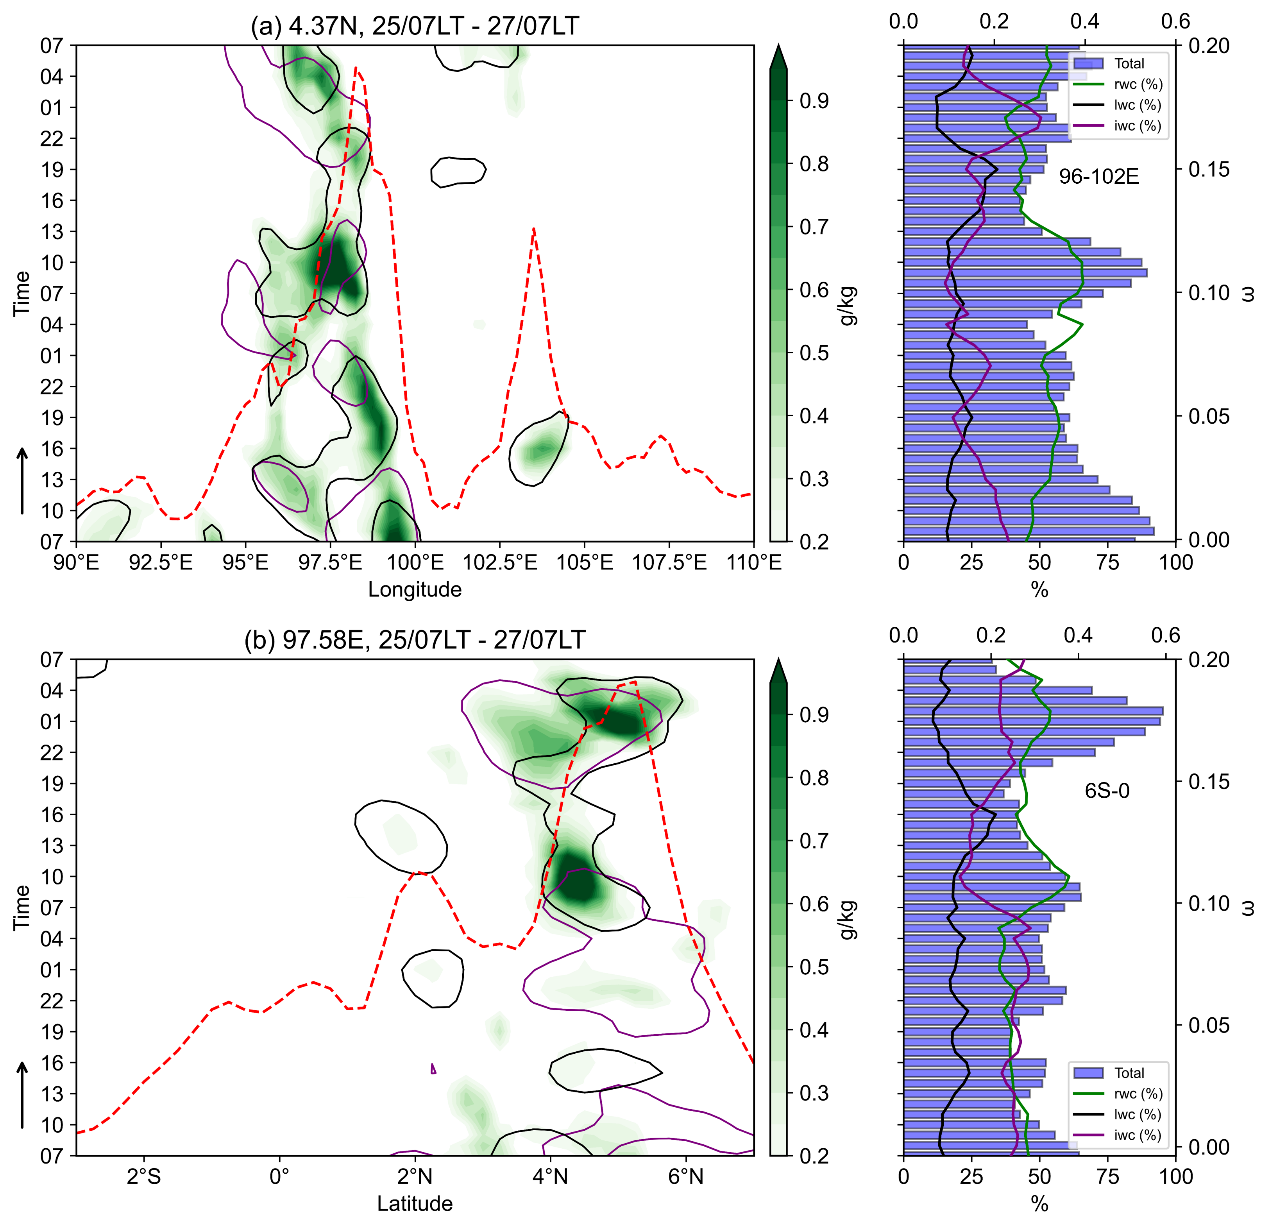 (a) 4.37N, 25/07LT - 27/07LT
0.0 0.2 0.4 0.6
07
04
01
22
19
16
13
10
07
04
01
22
19
16
13
10
07
Time
90°E 92.5°E 95°E 97.5°E 100°E 102.5°E 105°E 107.5°E 110°E
Longitude
0.9
0.8
0.7
0.6
0.5
0.4
0.3
0.2
g/kg
Total
rwc (%)
lwc (%)
iwc (%)
96-102E
0.20
0.15
0.10
0.05
0.00
ω
0 25 50 75 100
%
(b) 97.58E, 25/07LT - 27/07LT
0.0 0.2 0.4 0.6
07
04
01
22
19
16
13
10
07
04
01
22
19
16
13
10
07
Time
2°S 0° 2°N 4°N 6°N
Latitude
0.9
0.8
0.7
0.6
0.5
0.4
0.3
0.2
g/kg
6S-0
Total
rwc (%)
lwc (%)
iwc (%)
0.20
0.15
0.10
0.05
0.00
ω
0 25 50 75 100
%